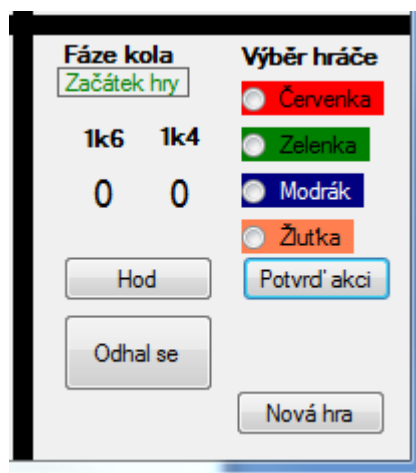 Fáze kola
Začátek hry
1k6 1k4
0 0
Hod
Odhal se
Výběr hráče
Červenka
Zelenka
Modrák
Žluťka
Potvrď akci
Nová hra